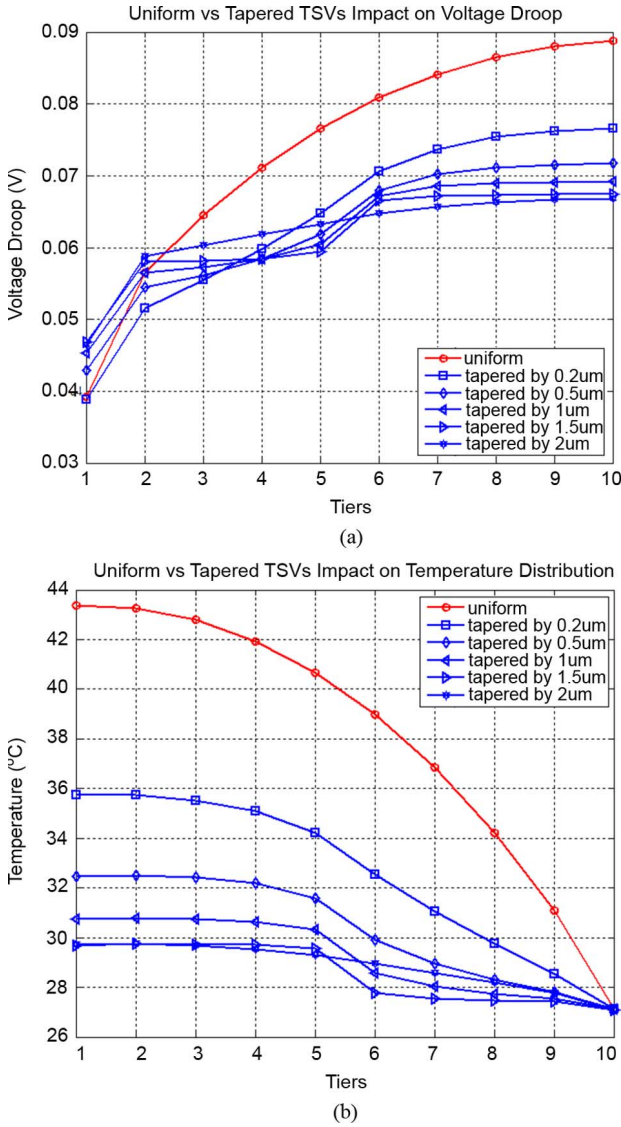 Uniform vs Tapered TSVs Impact on Voltage Droop
0.09
0.08
0.07
0.06
0.05
0.04
0.03
Voltage Droop (V)
uniform
tapered by 0.2um
tapered by 0.5um
tapered by 1um
tapered by 1.5um
tapered by 2um
1 2 3 4 5 6 7 8 9 10
Tiers
(a)
Uniform vs Tapered TSVs Impact on Temperature Distribution
44
42
40
38
36
34
32
30
28
26
Temperature (°C)
uniform
tapered by 0.2um
tapered by 0.5um
tapered by 1um
tapered by 1.5um
tapered by 2um
1 2 3 4 5 6 7 8 9 10
Tiers
(b)